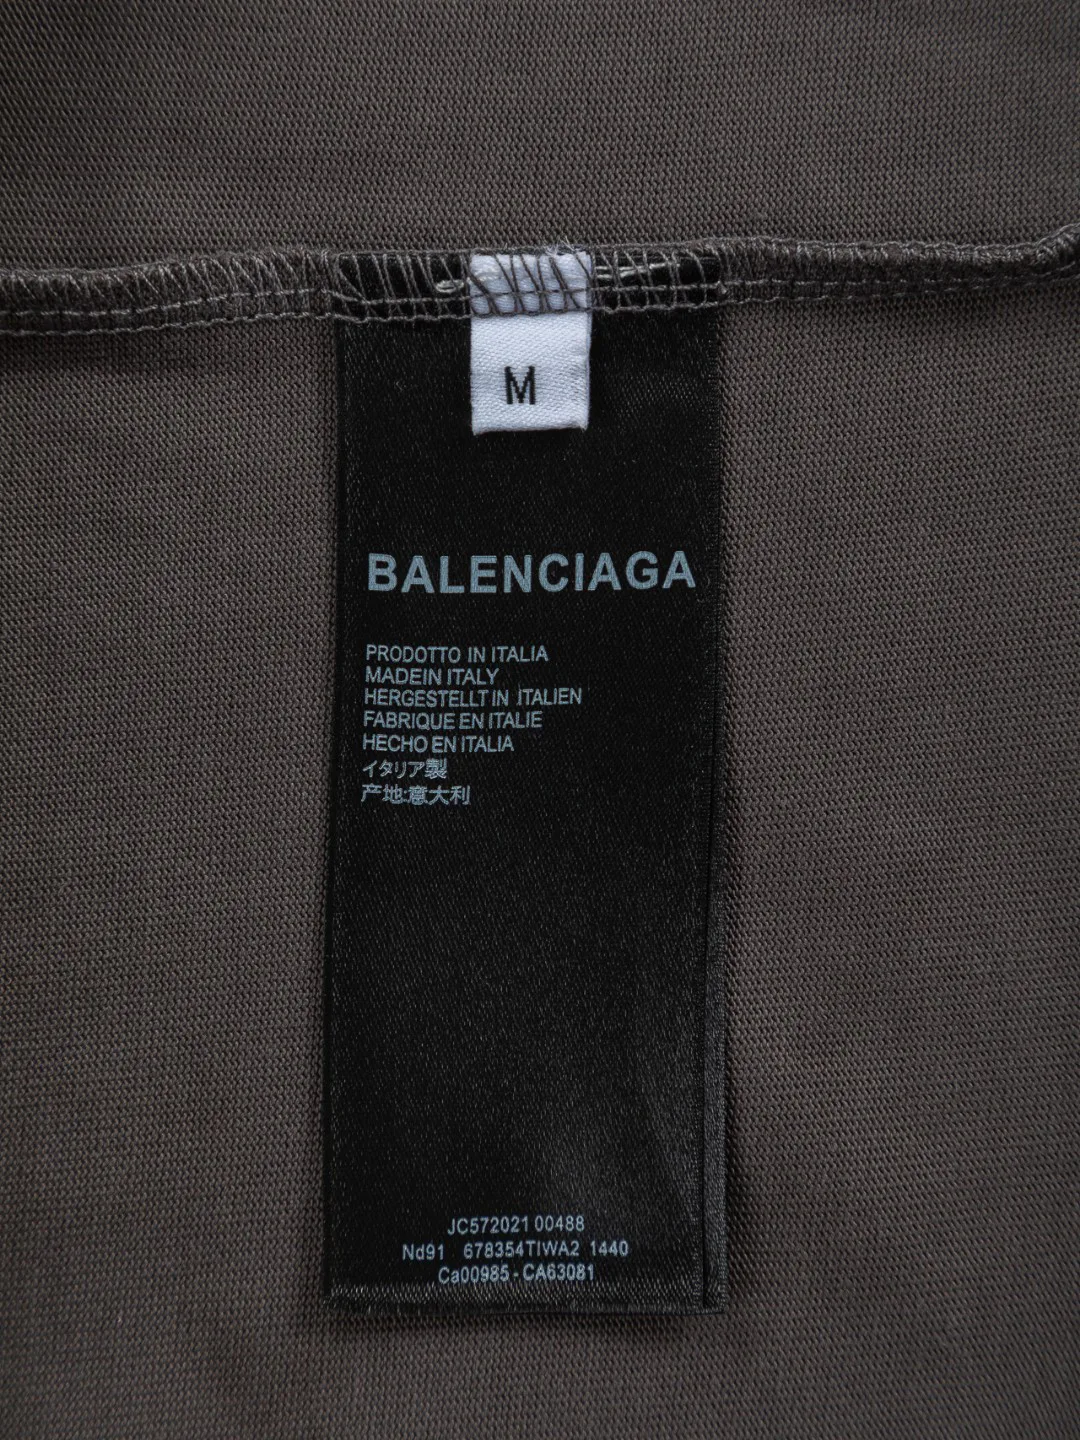 M
BALENCIAGA
PRODOTTO IN ITALIA
MADEIN ITALY
HERGESTELLT IN ITALIEN
FABRIQUE EN ITALIE
HECHO EN ITALIA
イタリア製
产地:意大利
JC572021 00488
Nd91 678354TIWA2 1440
Ca00985 - CA63081